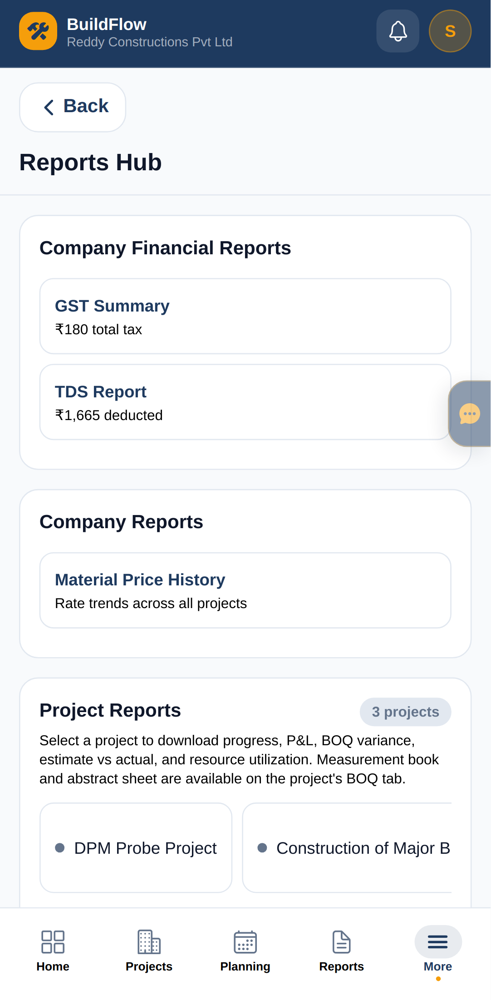 BuildFlow
Reddy Constructions Pvt Ltd
S
Back
Reports Hub
Company Financial Reports
GST Summary
₹180 total tax
TDS Report
₹1,665 deducted
Company Reports
Material Price History
Rate trends across all projects
Project Reports
3 projects
Select a project to download progress, P&L, BOQ variance,
estimate vs actual, and resource utilization. Measurement book
and abstract sheet are available on the project's BOQ tab.
DPM Probe Project
Construction of Major B
Home
Projects
Planning
Reports
More